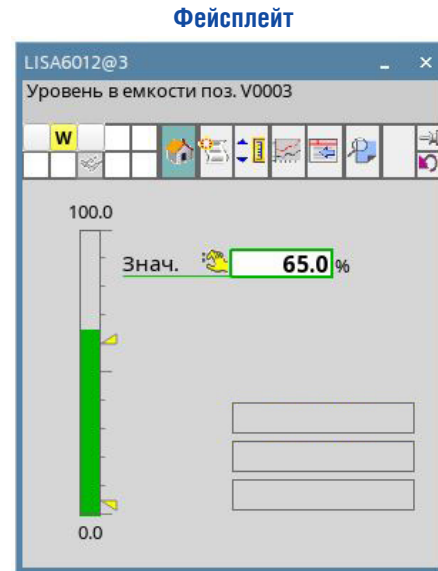 Фейсплейт
LISA6012@3
Уровень в емкости поз. V0003
W
100.0
Знач. 65.0 %
0.0